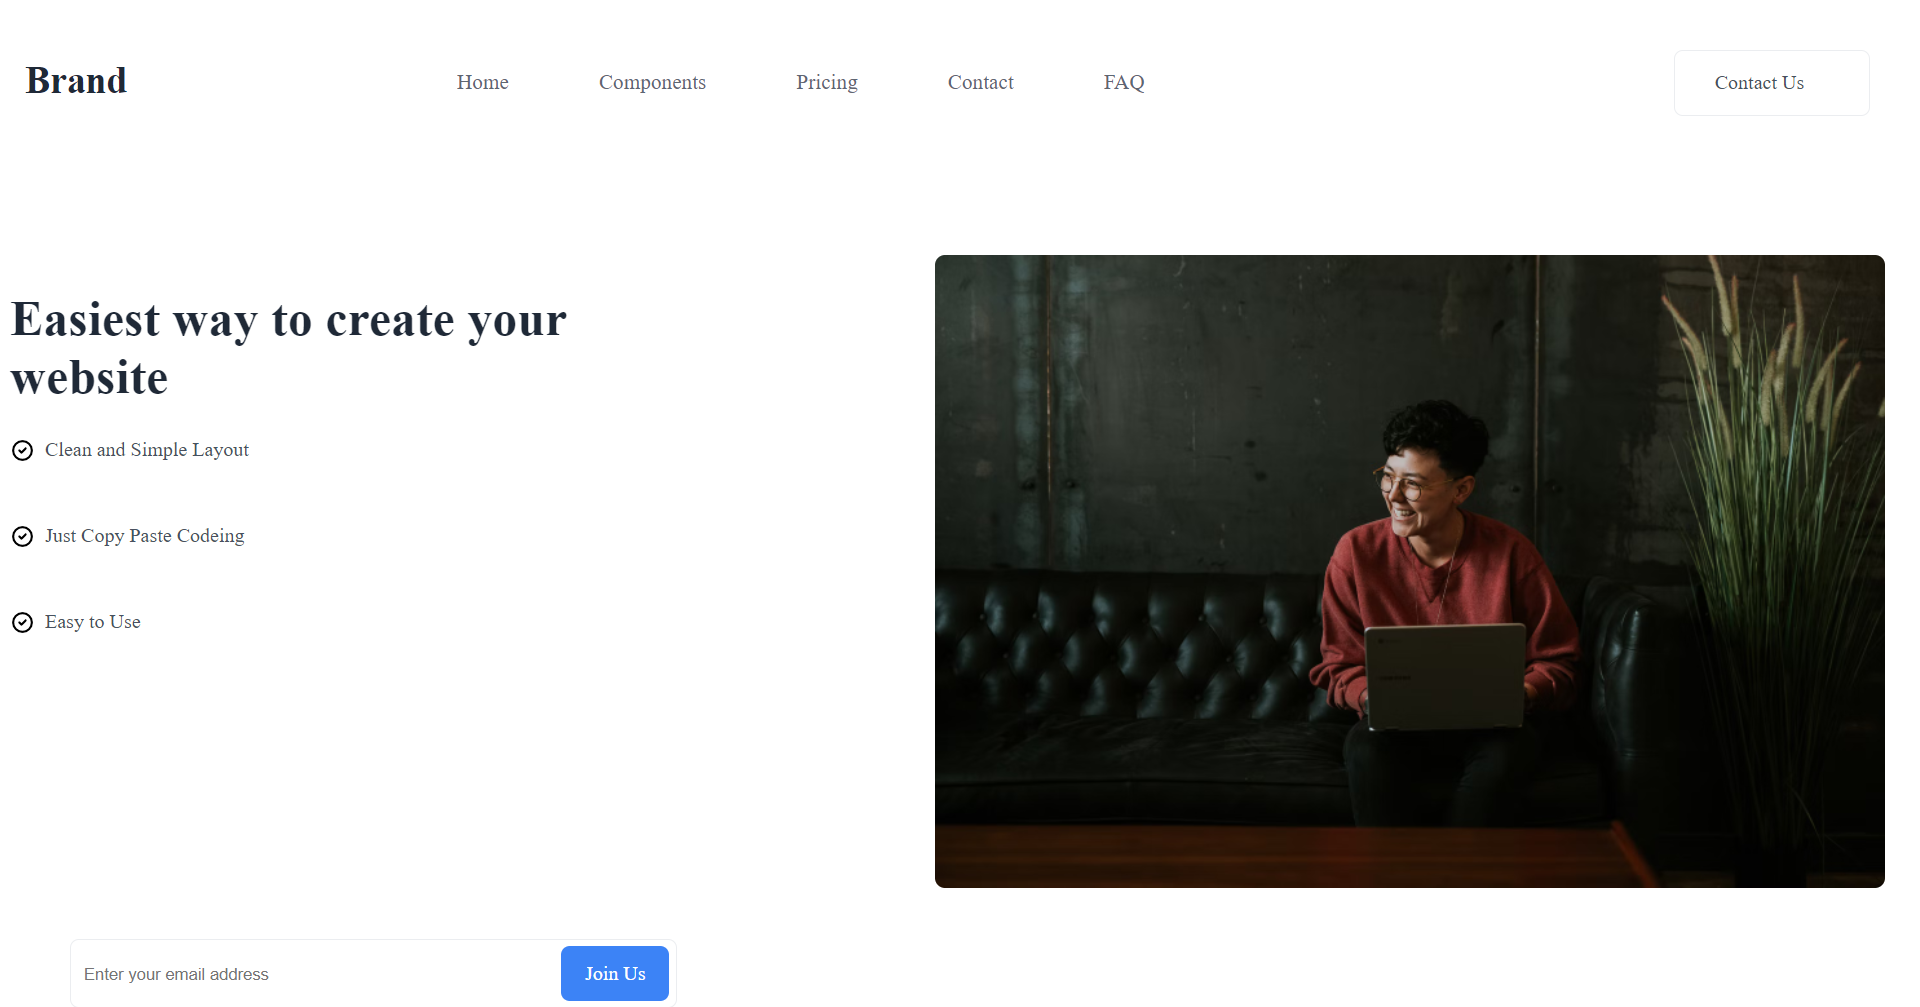 Brand
Home
Components
Pricing
Contact
FAQ
Contact Us
Easiest way to create your
website
Clean and Simple Layout
Just Copy Paste Codeing
Easy to Use
Enter your email address
Join Us